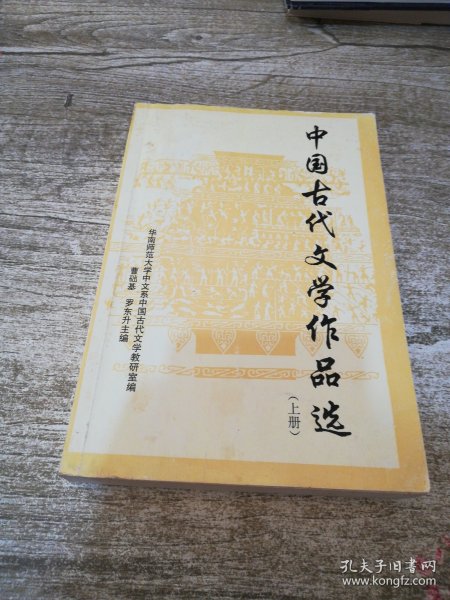 中国古代文学作品选
（上册）
华南师范大学中文系中国古代文学教研室编
曹础基 罗东升主编
孔夫子旧书网
www.kongfz.com